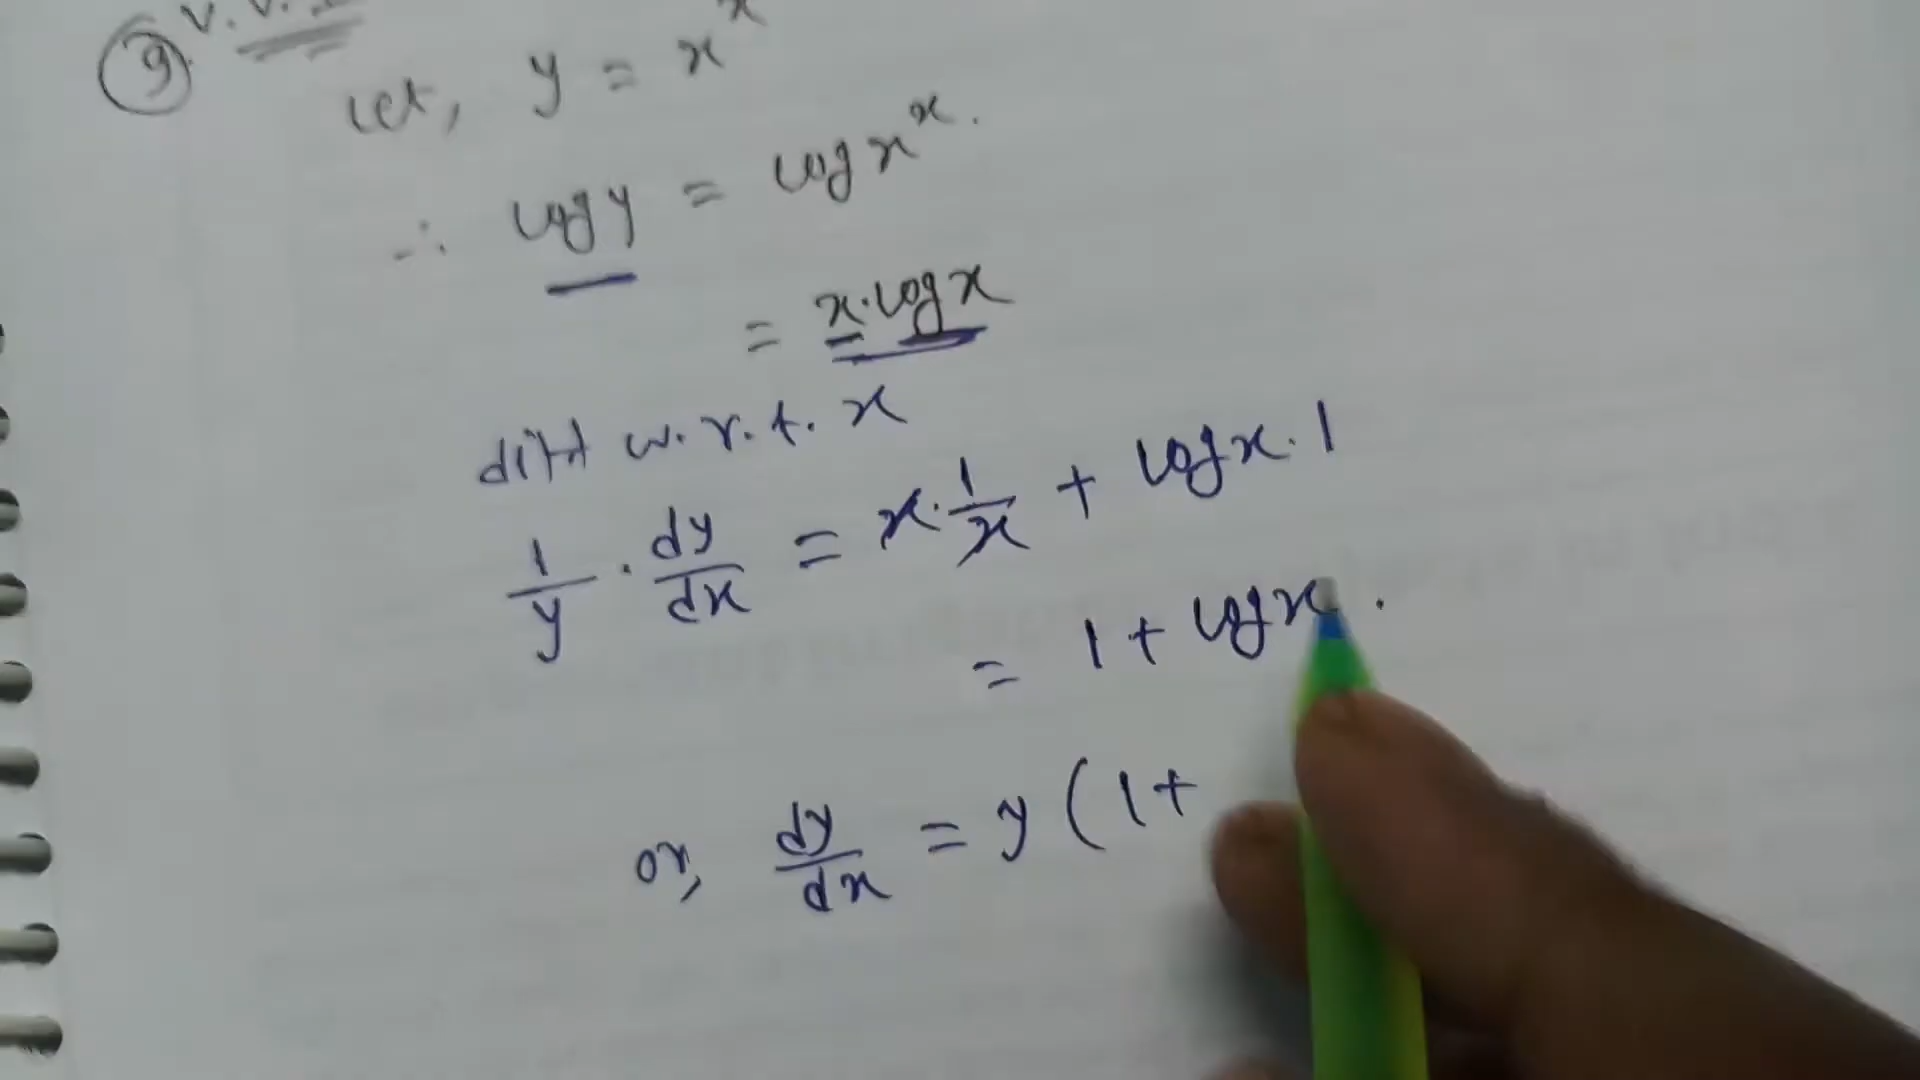 9 V. V.
Let, y = x^x
∴ log y = log x^x.
= x · log x
diff w.r.t. x
1/y · dy/dx = x · 1/x + log x · 1
= 1 + log x .
or, dy/dx = y ( 1 +